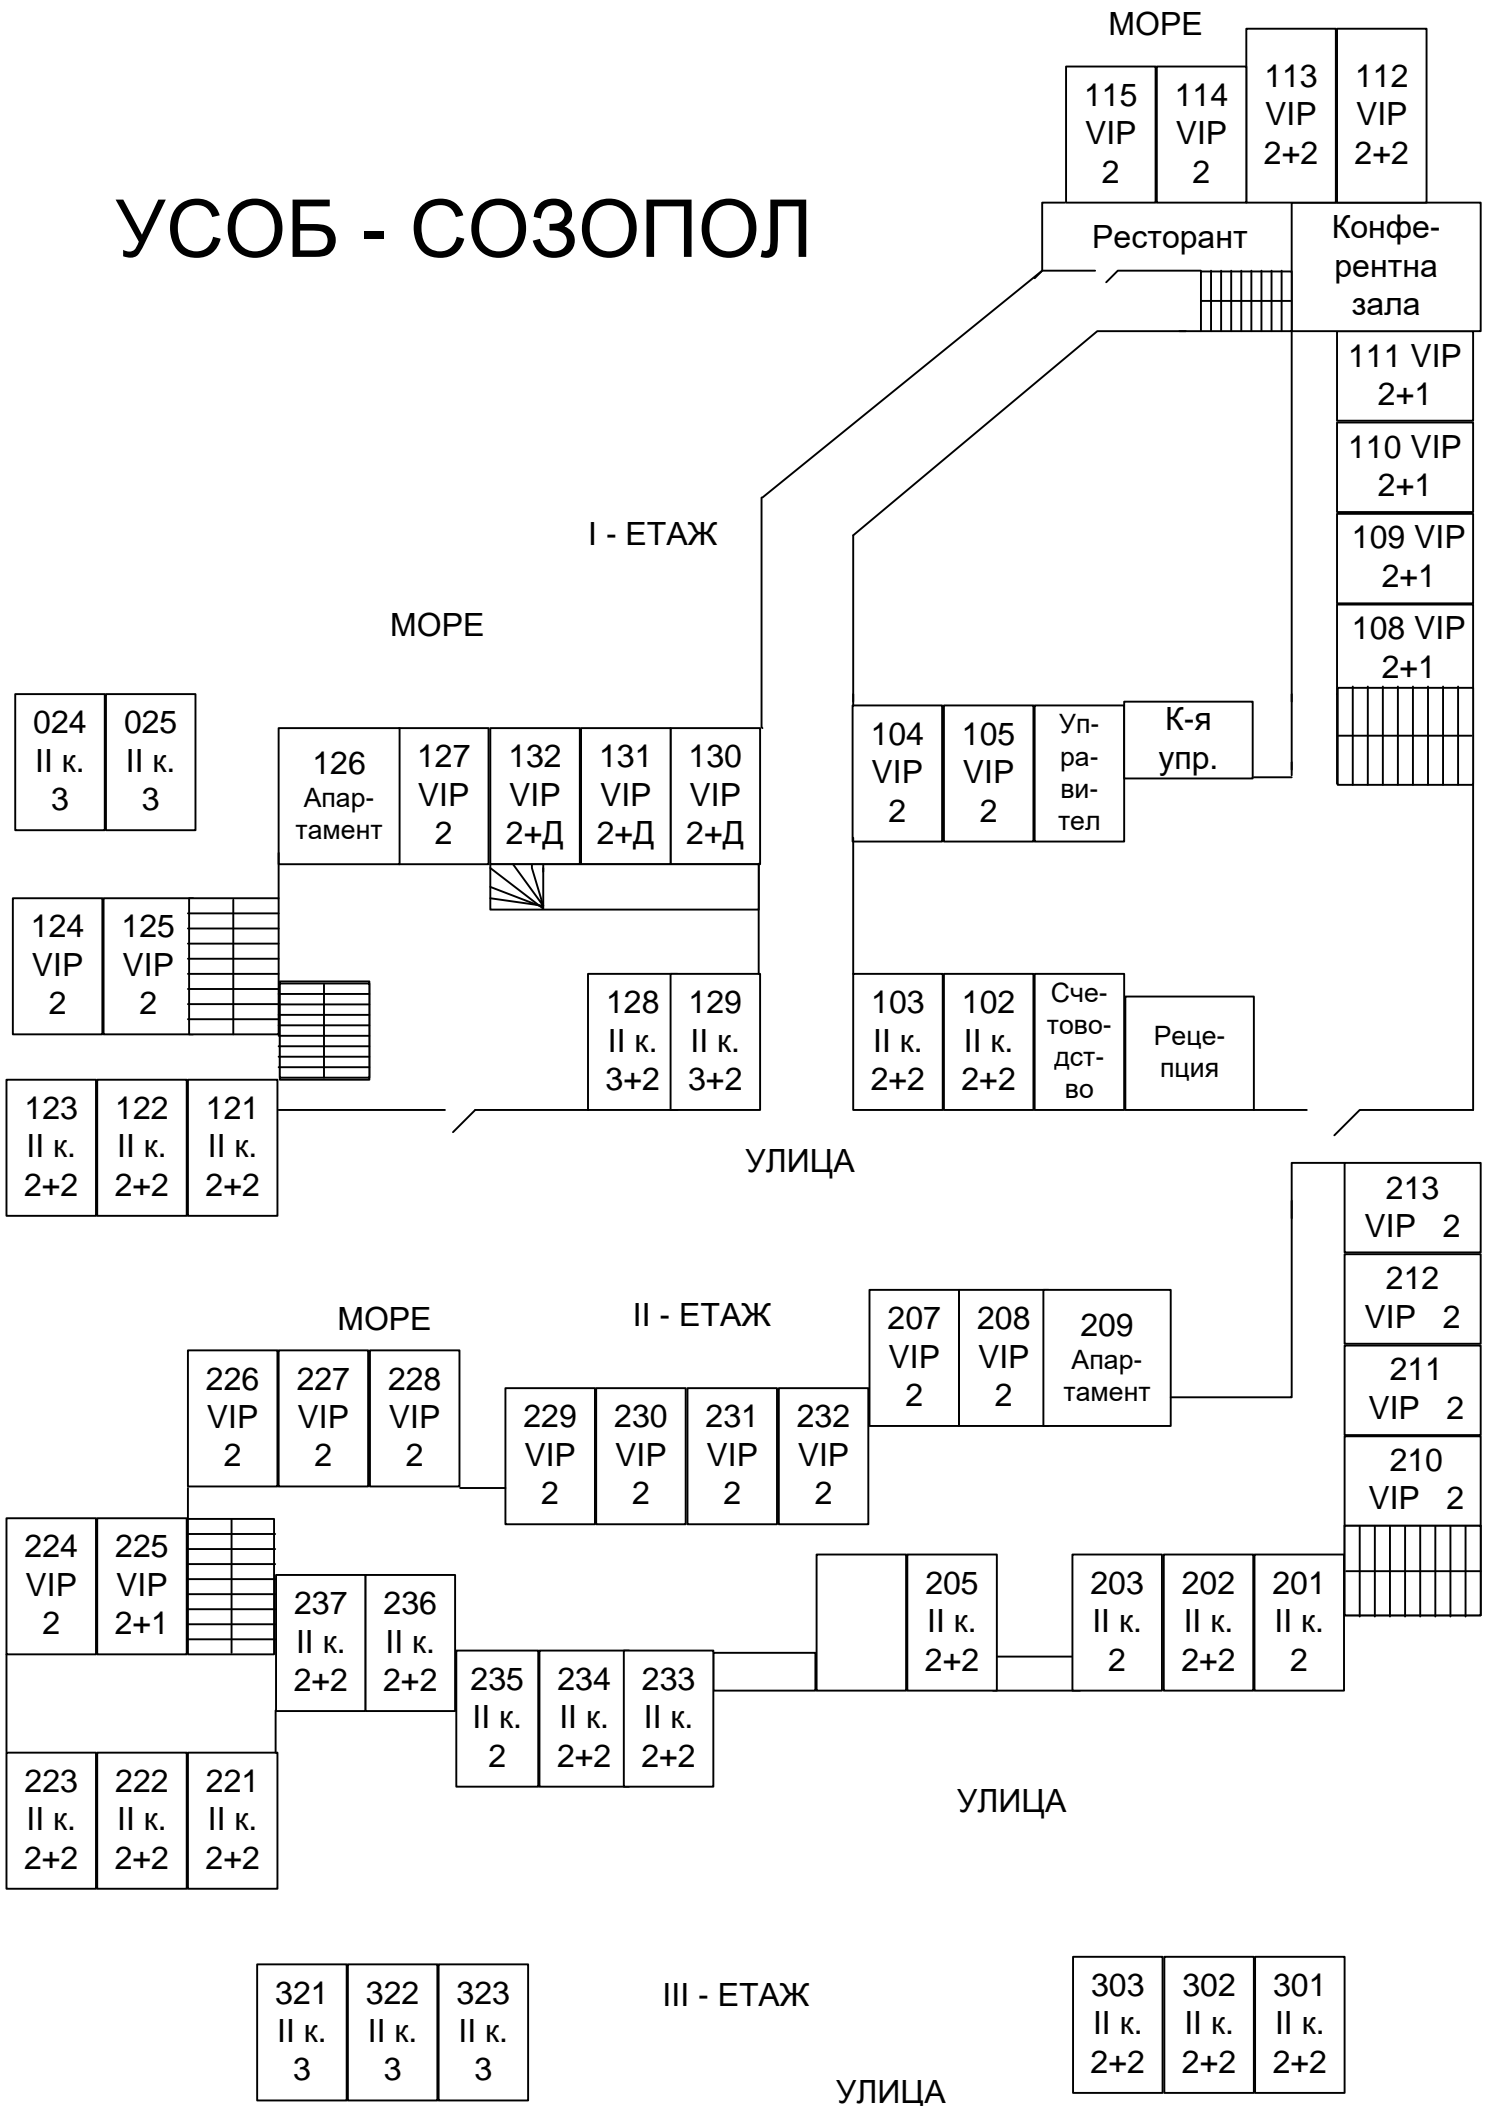 МОРЕ
115
VIP
2
114
VIP
2
113
VIP
2+2
112
VIP
2+2
УСОБ - СОЗОПОЛ
Ресторант
Конфе-
рентна
зала
111 VIP
2+1
110 VIP
2+1
109 VIP
2+1
108 VIP
2+1
I - ЕТАЖ
МОРЕ
024
II к.
3
025
II к.
3
126
Апар-
тамент
127
VIP
2
132
VIP
2+Д
131
VIP
2+Д
130
VIP
2+Д
104
VIP
2
105
VIP
2
Уп-
ра-
ви-
тел
К-я
упр.
124
VIP
2
125
VIP
2
128
II к.
3+2
129
II к.
3+2
103
II к.
2+2
102
II к.
2+2
Сче-
тово-
дст-
во
Реце-
пция
123
II к.
2+2
122
II к.
2+2
121
II к.
2+2
УЛИЦА
213
VIP 2
212
VIP 2
211
VIP 2
210
VIP 2
МОРЕ
II - ЕТАЖ
207
VIP
2
208
VIP
2
209
Апар-
тамент
226
VIP
2
227
VIP
2
228
VIP
2
229
VIP
2
230
VIP
2
231
VIP
2
232
VIP
2
224
VIP
2
225
VIP
2+1
237
II к.
2+2
236
II к.
2+2
235
II к.
2
234
II к.
2+2
233
II к.
2+2
205
II к.
2+2
203
II к.
2
202
II к.
2+2
201
II к.
2
223
II к.
2+2
222
II к.
2+2
221
II к.
2+2
УЛИЦА
321
II к.
3
322
II к.
3
323
II к.
3
III - ЕТАЖ
303
II к.
2+2
302
II к.
2+2
301
II к.
2+2
УЛИЦА